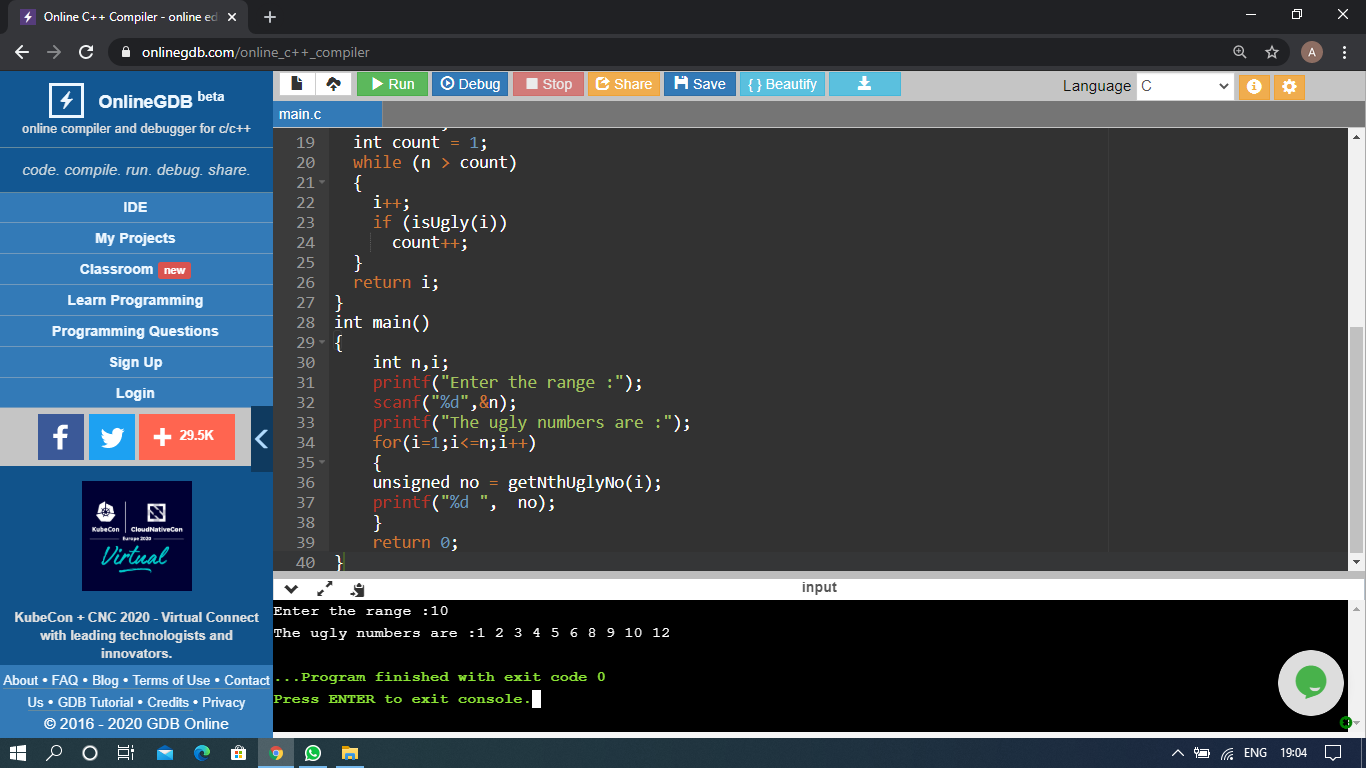 Online C++ Compiler - online ed
onlinegdb.com/online_c++_compiler
A
OnlineGDB beta
online compiler and debugger for c/c++
code. compile. run. debug. share.
IDE
My Projects
Classroom new
Learn Programming
Programming Questions
Sign Up
Login
29.5K
KubeCon
CloudNativeCon
Europe 2020
Virtual
KubeCon + CNC 2020 - Virtual Connect
with leading technologists and
innovators.
About • FAQ • Blog • Terms of Use • Contact
Us • GDB Tutorial • Credits • Privacy
© 2016 - 2020 GDB Online
Run Debug Stop Share Save { } Beautify
Language C
main.c
19 int count = 1;
20 while (n > count)
21 {
22 i++;
23 if (isUgly(i))
24 count++;
25 }
26 return i;
27 }
28 int main()
29 {
30 int n,i;
31 printf("Enter the range :");
32 scanf("%d",&n);
33 printf("The ugly numbers are :");
34 for(i=1;i<=n;i++)
35 {
36 unsigned no = getNthUglyNo(i);
37 printf("%d ",  no);
38 }
39 return 0;
40 }
input
Enter the range :10
The ugly numbers are :1 2 3 4 5 6 8 9 10 12
...Program finished with exit code 0
Press ENTER to exit console.
ENG 19:04